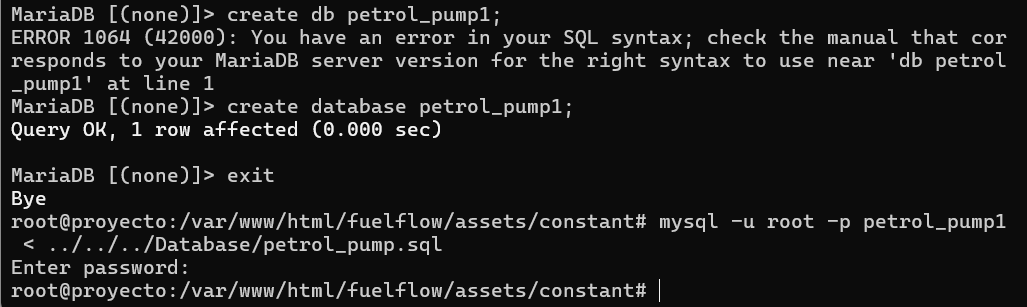 MariaDB [(none)]> create db petrol_pump1;
ERROR 1064 (42000): You have an error in your SQL syntax; check the manual that cor
responds to your MariaDB server version for the right syntax to use near 'db petrol
_pump1' at line 1
MariaDB [(none)]> create database petrol_pump1;
Query OK, 1 row affected (0.000 sec)

MariaDB [(none)]> exit
Bye
root@proyecto:/var/www/html/fuelflow/assets/constant# mysql -u root -p petrol_pump1
 < ../../../Database/petrol_pump.sql
Enter password:
root@proyecto:/var/www/html/fuelflow/assets/constant#